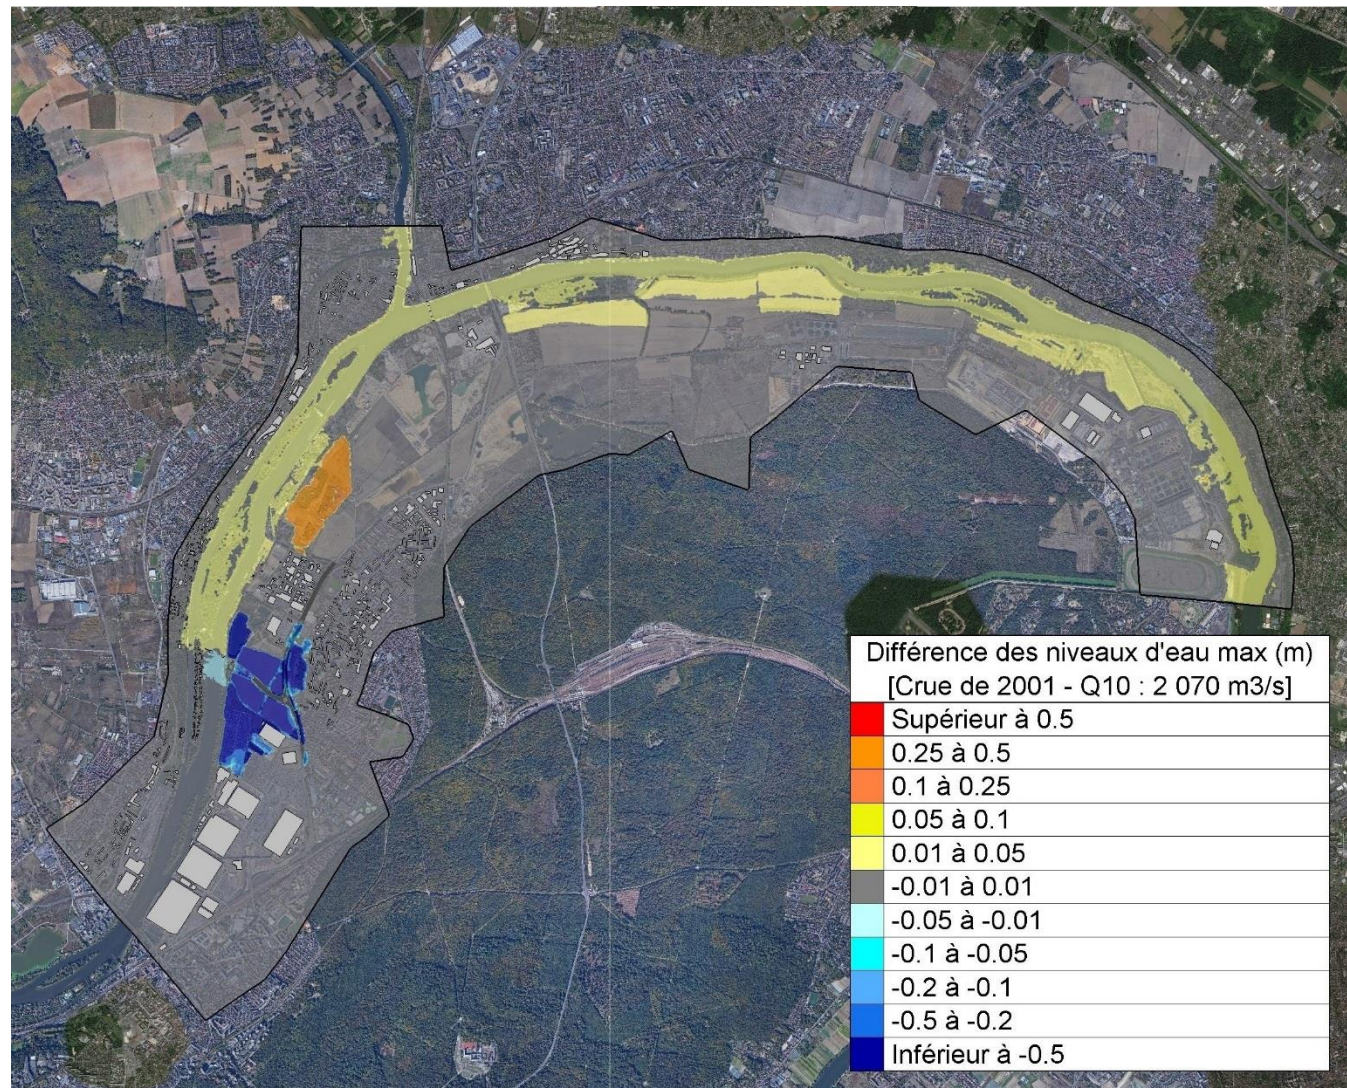 Différence des niveaux d'eau max (m)
[Crue de 2001 - Q10 : 2 070 m3/s]
Supérieur à 0.5
0.25 à 0.5
0.1 à 0.25
0.05 à 0.1
0.01 à 0.05
-0.01 à 0.01
-0.05 à -0.01
-0.1 à -0.05
-0.2 à -0.1
-0.5 à -0.2
Inférieur à -0.5